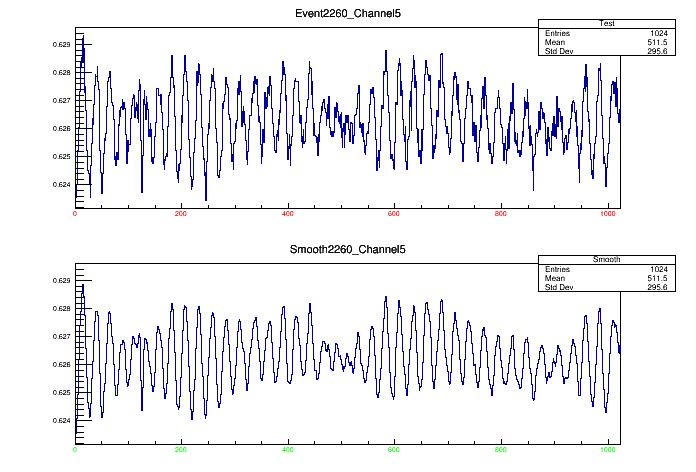 Event2260_Channel5
Test
Entries 1024
Mean 511.5
Std Dev 295.6
0.629
0.628
0.627
0.626
0.625
0.624
0 200 400 600 800 1000
Smooth2260_Channel5
Smooth
Entries 1024
Mean 511.5
Std Dev 295.6
0.629
0.628
0.627
0.626
0.625
0.624
0 200 400 600 800 1000